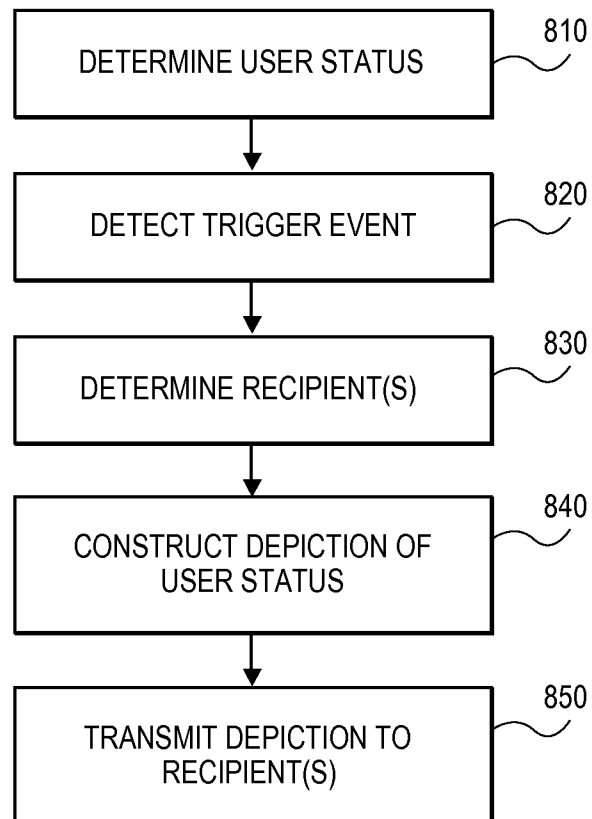 DETERMINE USER STATUS
810
DETECT TRIGGER EVENT
820
DETERMINE RECIPIENT(S)
830
CONSTRUCT DEPICTION OF
USER STATUS
840
TRANSMIT DEPICTION TO
RECIPIENT(S)
850